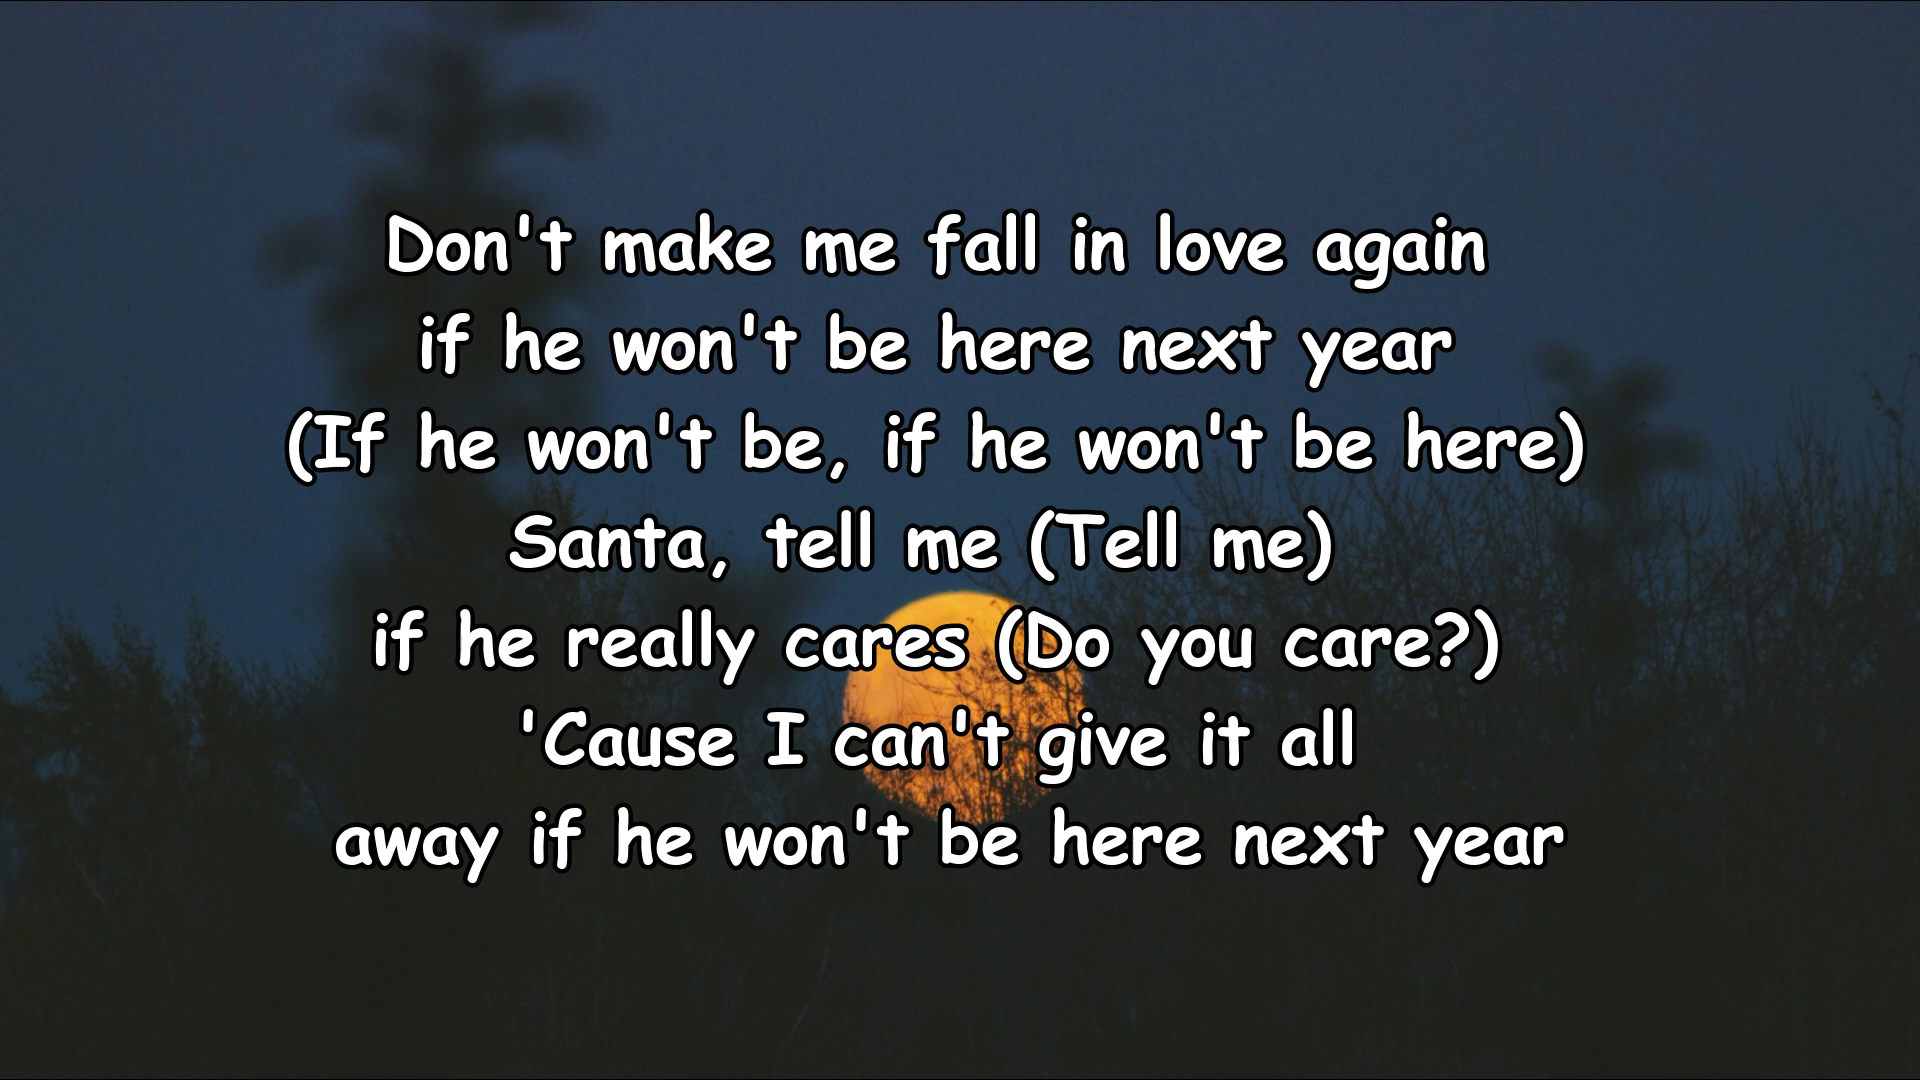 Don't make me fall in love again
if he won't be here next year
(If he won't be, if he won't be here)
Santa, tell me (Tell me)
if he really cares (Do you care?)
'Cause I can't give it all
away if he won't be here next year